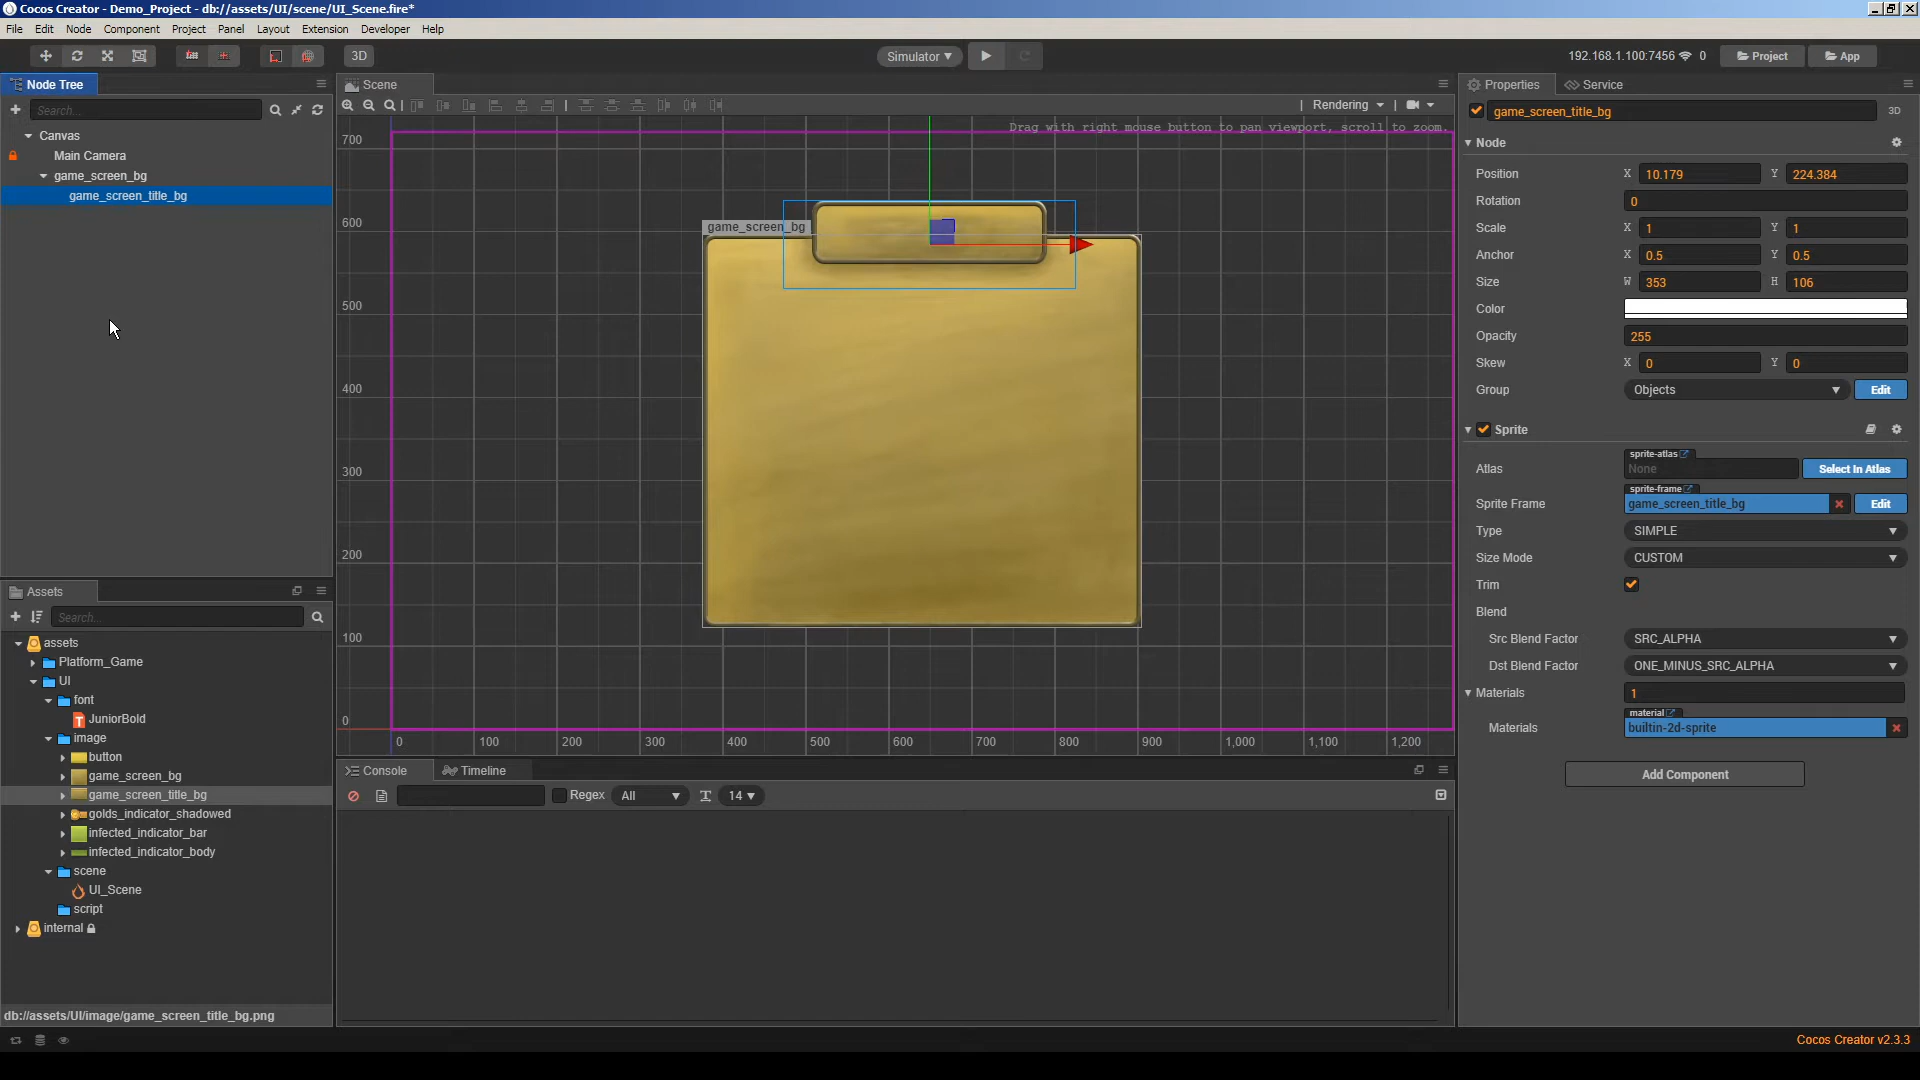 Cocos Creator - Demo_Project - db://assets/UI/scene/UI_Scene.fire*
File Edit Node Component Project Panel Layout Extension Developer Help
3D Simulator 192.168.1.100:7456 0 Project App
Node Tree
Search...
Canvas
Main Camera
game_screen_bg
game_screen_title_bg
Scene
Rendering
Drag with right mouse button to pan viewport, scroll to zoom.
700
600
500
400
300
200
100
0
game_screen_bg
0 100 200 300 400 500 600 700 800 900 1,000 1,100 1,200
Assets
Search...
assets
Platform_Game
UI
font
JuniorBold
image
button
game_screen_bg
game_screen_title_bg
golds_indicator_shadowed
infected_indicator_bar
infected_indicator_body
scene
UI_Scene
script
internal
db://assets/UI/image/game_screen_title_bg.png
Console Timeline
Regex All 14
Properties Service
game_screen_title_bg 3D
Node
Position X 10.179 Y 224.384
Rotation 0
Scale X 1 Y 1
Anchor X 0.5 Y 0.5
Size W 353 H 106
Color
Opacity 255
Skew X 0 Y 0
Group Objects Edit
Sprite
sprite-atlas
Atlas None Select In Atlas
sprite-frame
Sprite Frame game_screen_title_bg Edit
Type SIMPLE
Size Mode CUSTOM
Trim
Blend
Src Blend Factor SRC_ALPHA
Dst Blend Factor ONE_MINUS_SRC_ALPHA
Materials 1
material
Materials builtin-2d-sprite
Add Component
Cocos Creator v2.3.3